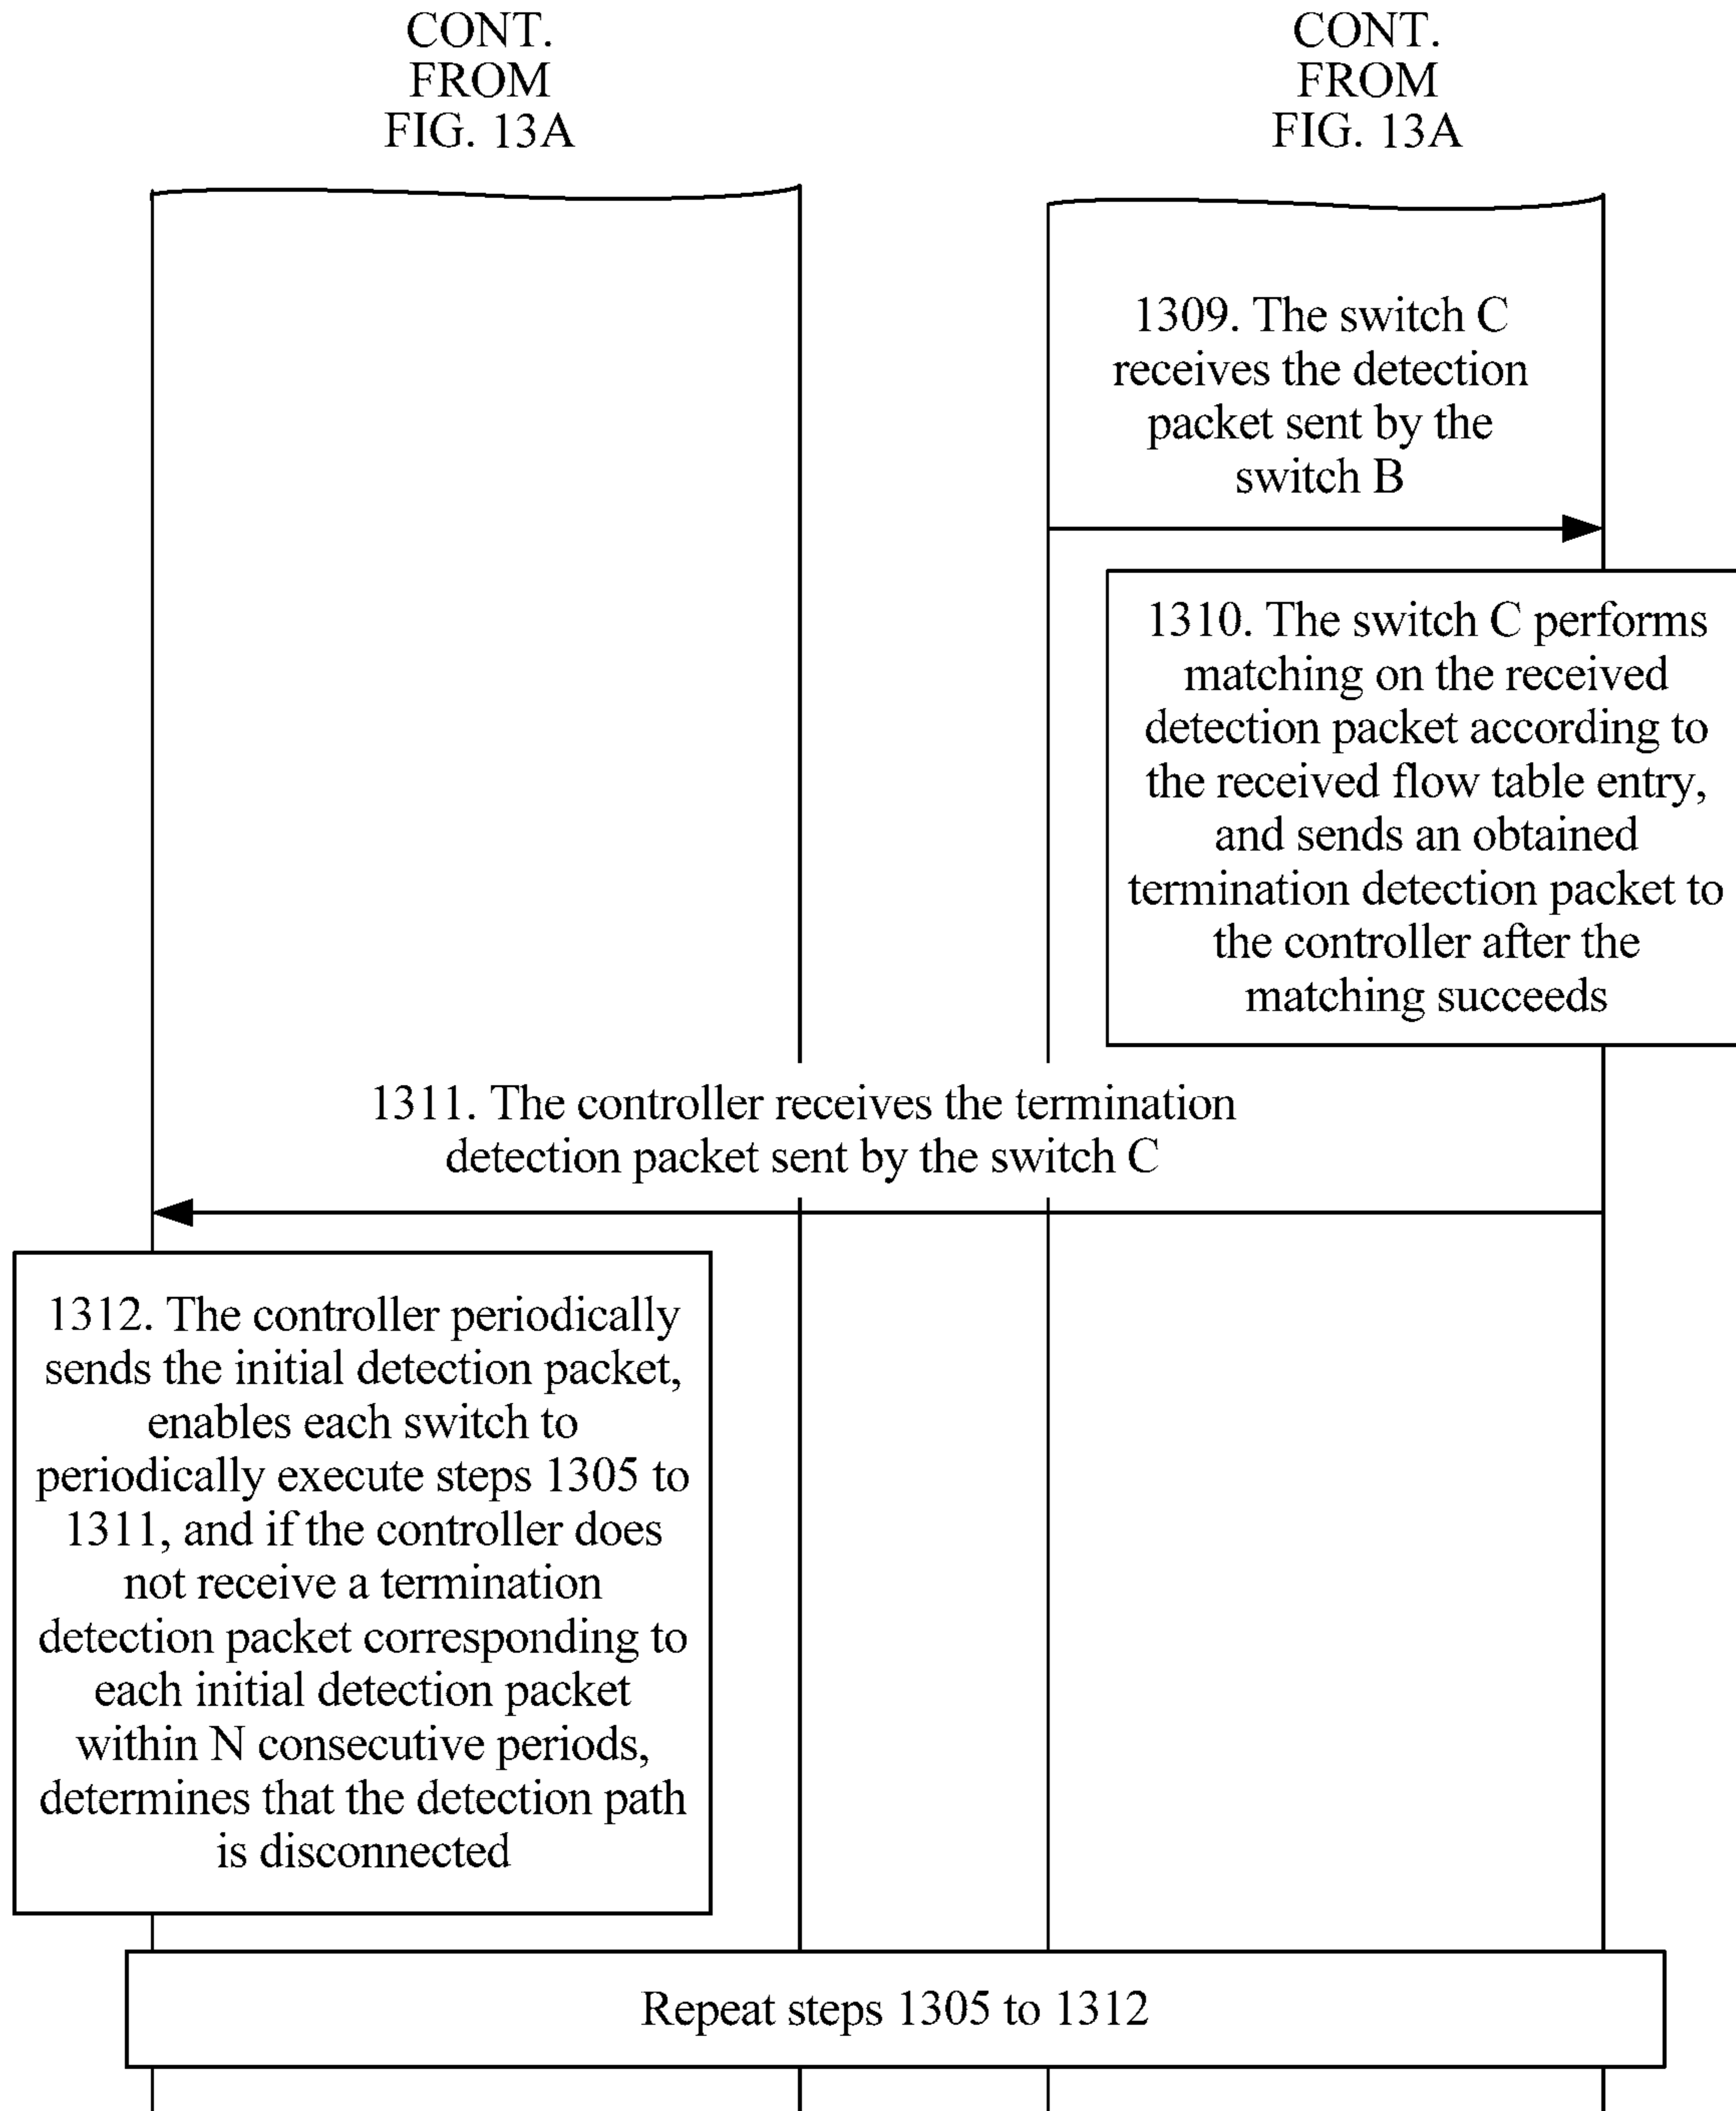 CONT.
FROM
FIG. 13A
CONT.
FROM
FIG. 13A
1309. The switch C
receives the detection
packet sent by the
switch B
1310. The switch C performs
matching on the received
detection packet according to
the received flow table entry,
and sends an obtained
termination detection packet to
the controller after the
matching succeeds
1311. The controller receives the termination
detection packet sent by the switch C
1312. The controller periodically
sends the initial detection packet,
enables each switch to
periodically execute steps 1305 to
1311, and if the controller does
not receive a termination
detection packet corresponding to
each initial detection packet
within N consecutive periods,
determines that the detection path
is disconnected
Repeat steps 1305 to 1312